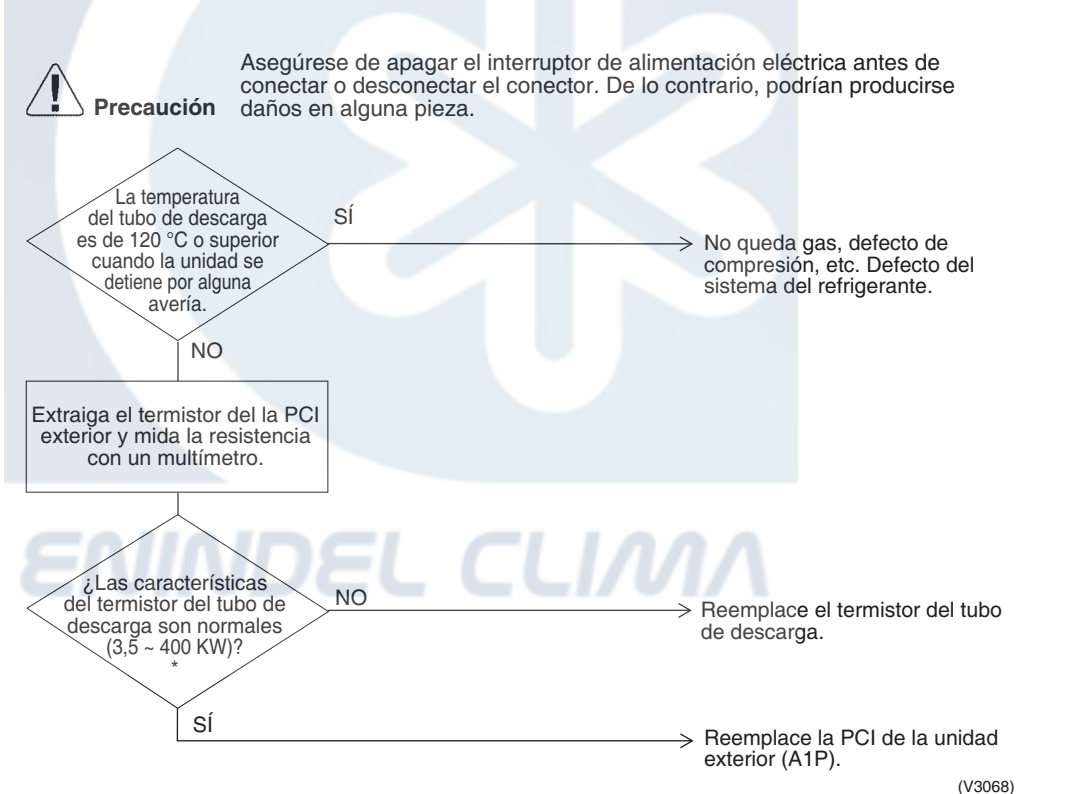 Asegúrese de apagar el interruptor de alimentación eléctrica antes de
conectar o desconectar el conector. De lo contrario, podrían producirse
daños en alguna pieza.
Precaución
La temperatura
del tubo de descarga
es de 120 °C o superior
cuando la unidad se
detiene por alguna
avería.
SÍ
No queda gas, defecto de
compresión, etc. Defecto del
sistema del refrigerante.
NO
Extraiga el termistor del la PCI
exterior y mida la resistencia
con un multímetro.
ENINDEL CLIMA
¿Las características
del termistor del tubo de
descarga son normales
(3,5 ~ 400 KW)?
*
NO
Reemplace el termistor del tubo
de descarga.
SÍ
Reemplace la PCI de la unidad
exterior (A1P).
(V3068)